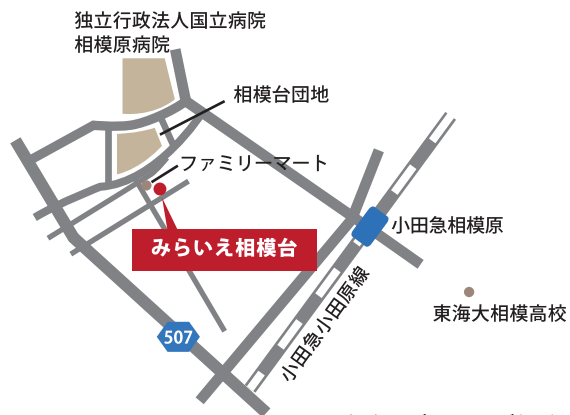 独立行政法人国立病院
相模原病院
相模台団地
ファミリーマート
小田急相模原
みらいえ相模台
小田急小田原線
東海大相模高校
507